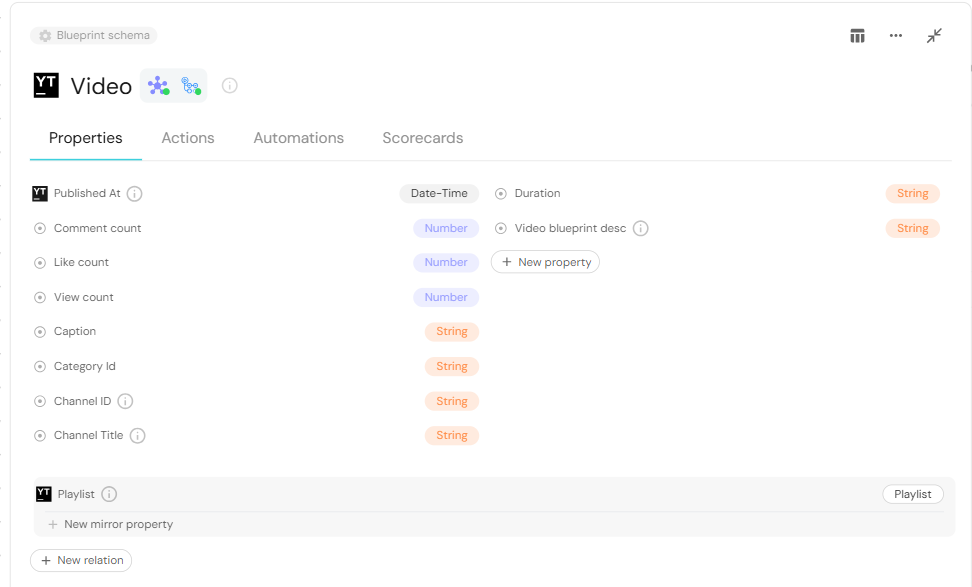 Blueprint schema
YT Video
Properties Actions Automations Scorecards
YT Published At Date-Time
Comment count Number
Like count Number
View count Number
Caption String
Category Id String
Channel ID String
Channel Title String
Duration String
Video blueprint desc String
+ New property
YT Playlist Playlist
+ New mirror property
+ New relation